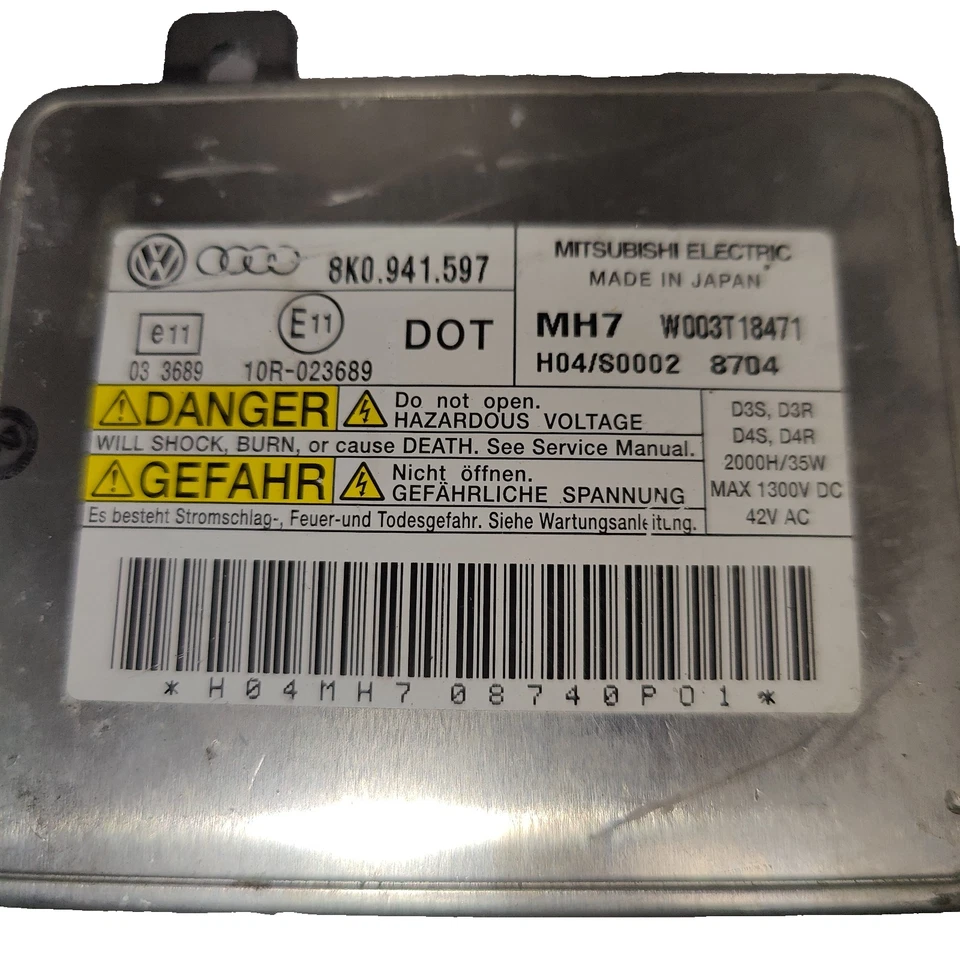 8K0.941.597
MITSUBISHI ELECTRIC
MADE IN JAPAN
e11
E11
DOT
03 3689
10R-023689
MH7 W003T18471
H04/S0002 8704
DANGER
Do not open.
HAZARDOUS VOLTAGE
WILL SHOCK, BURN, or cause DEATH. See Service Manual.
GEFAHR
Nicht öffnen.
GEFÄHRLICHE SPANNUNG
Es besteht Stromschlag-, Feuer-und Todesgefahr. Siehe Wartungsanleitung.
D3S, D3R
D4S, D4R
2000H/35W
MAX 1300V DC
42V AC
*H04MH708740P01*